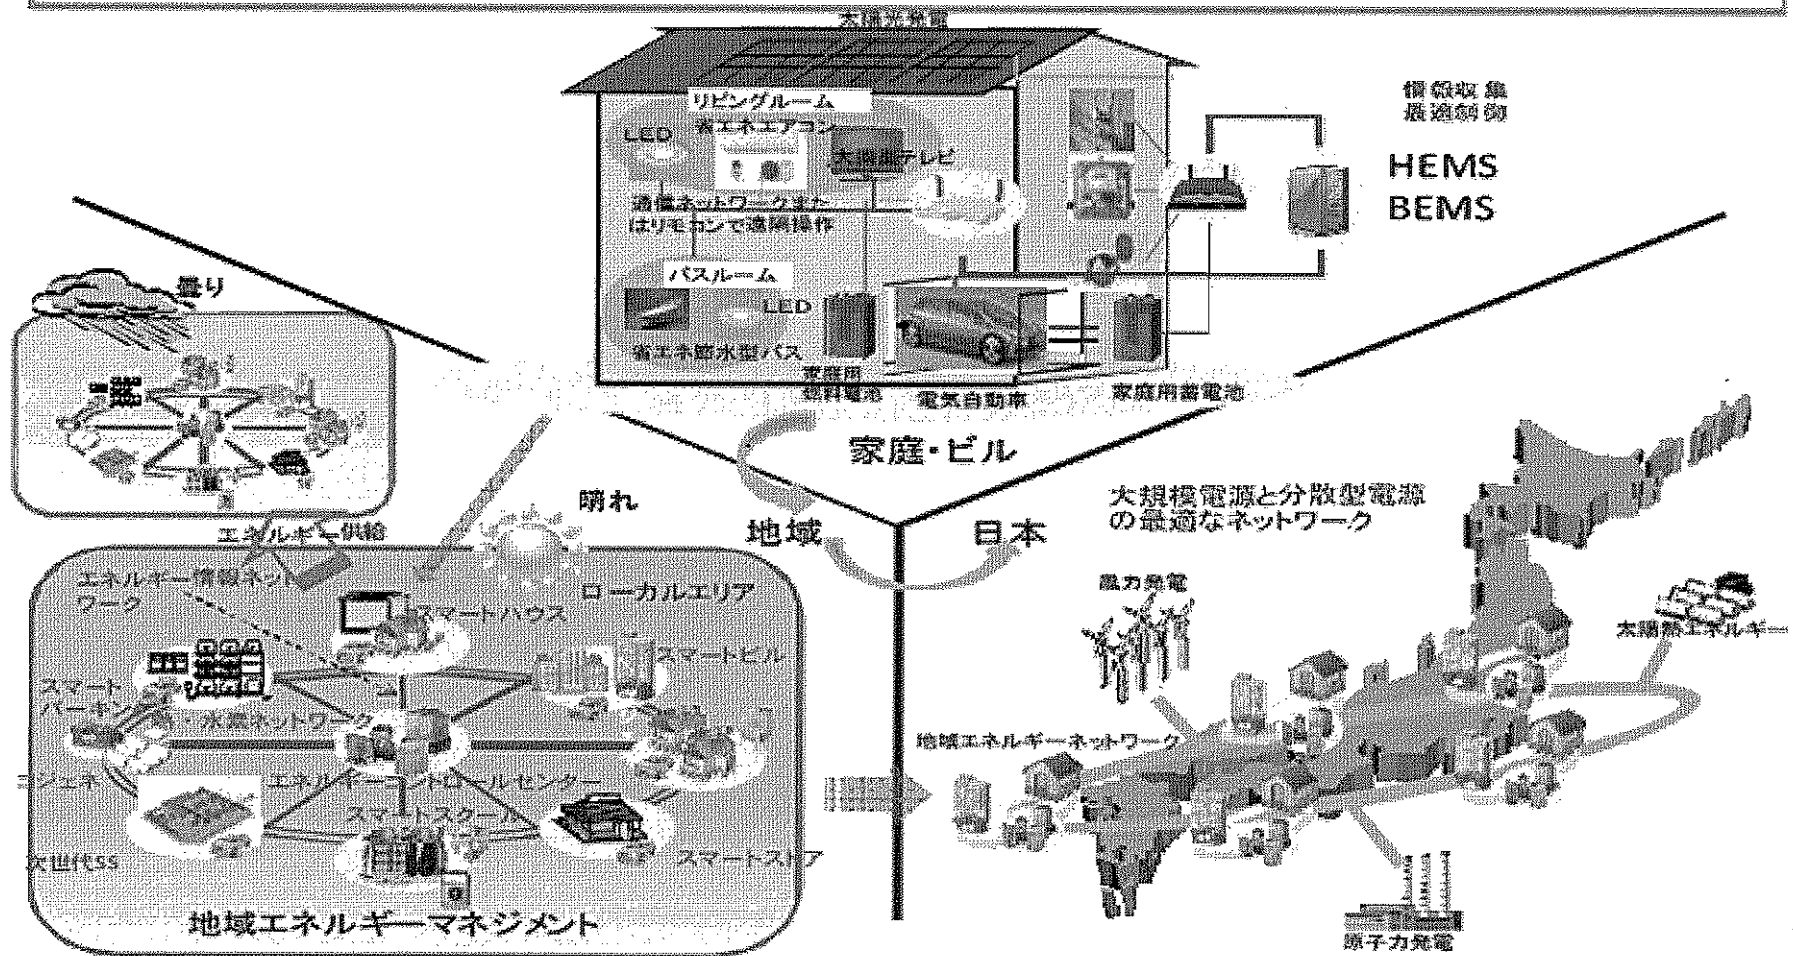 太陽光発電
リビングルーム
LED
省エネエアコン
大画面テレビ
通信ネットワークまた
はリモコンで遠隔操作
バスルーム
LED
省エネ節水型バス
家庭用
燃料電池
電気自動車
家庭用蓄電池
情報収集
最適制御
HEMS
BEMS
家庭・ビル
地域
日本
曇り
晴れ
エネルギー供給
エネルギー情報ネット
ワーク
ローカルエリア
スマートハウス
スマートビル
スマート
・水素ネットワーク
エネルギーコントロールセンター
スマートスクール
次世代SS
スマートストア
地域エネルギーマネジメント
大規模電源と分散型電源
の最適なネットワーク
風力発電
太陽熱エネルギー
地域エネルギーネットワーク
原子力発電